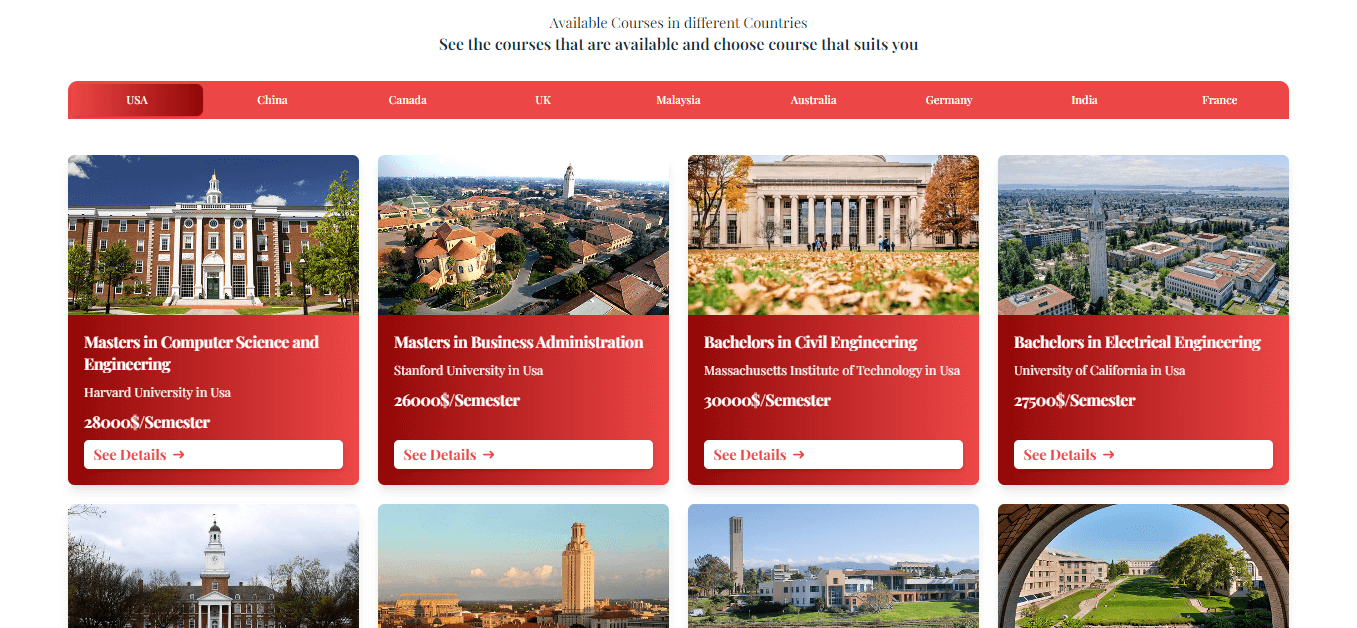 Available Courses in different Countries
See the courses that are available and choose course that suits you
USA China Canada UK Malaysia Australia Germany India France
Masters in Computer Science and
Engineering
Harvard University in Usa
28000$/Semester
See Details →
Masters in Business Administration
Stanford University in Usa
26000$/Semester
See Details →
Bachelors in Civil Engineering
Massachusetts Institute of Technology in Usa
30000$/Semester
See Details →
Bachelors in Electrical Engineering
University of California in Usa
27500$/Semester
See Details →